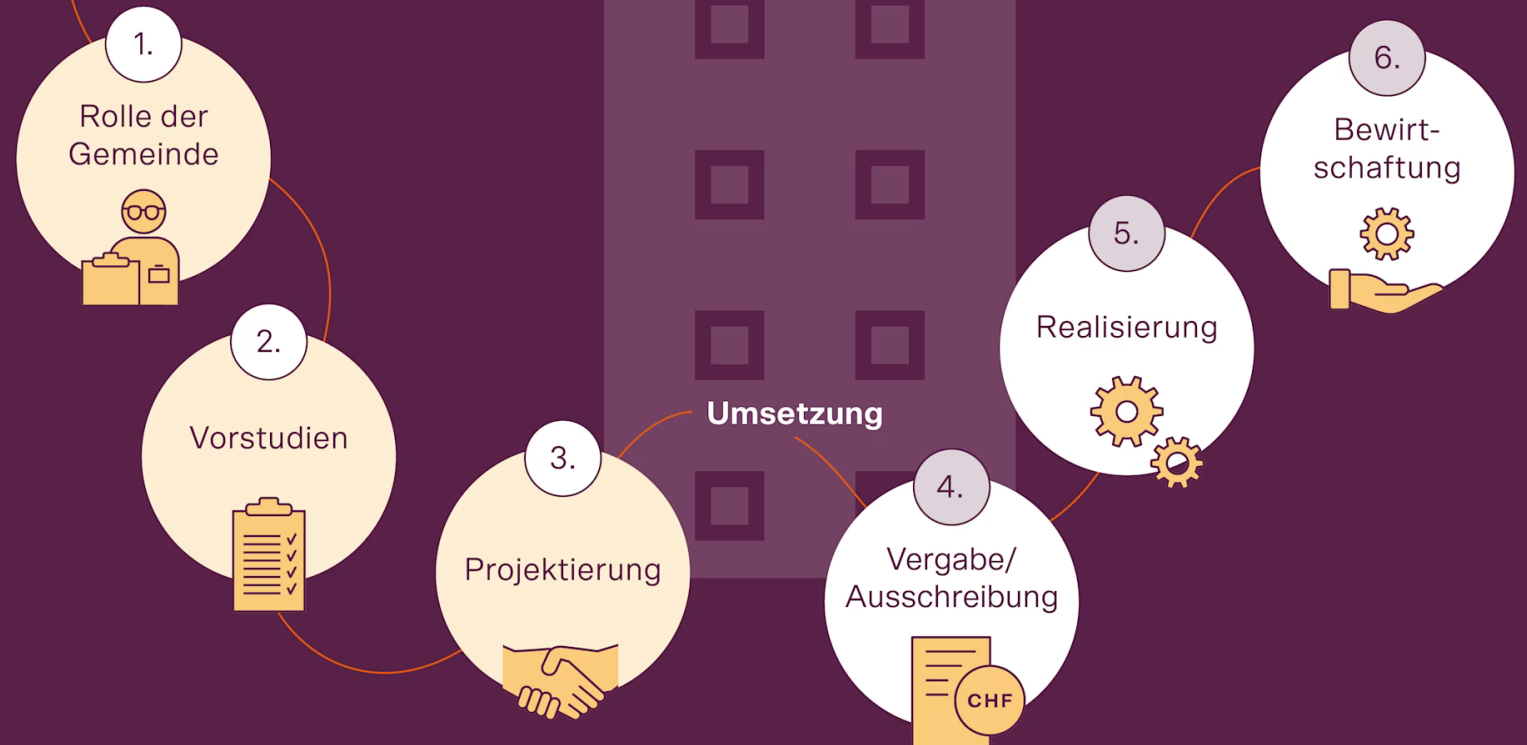 1.
Rolle der
Gemeinde
2.
Vorstudien
3.
Projektierung
Umsetzung
4.
Vergabe/
Ausschreibung
CHF
5.
Realisierung
6.
Bewirt-
schaftung